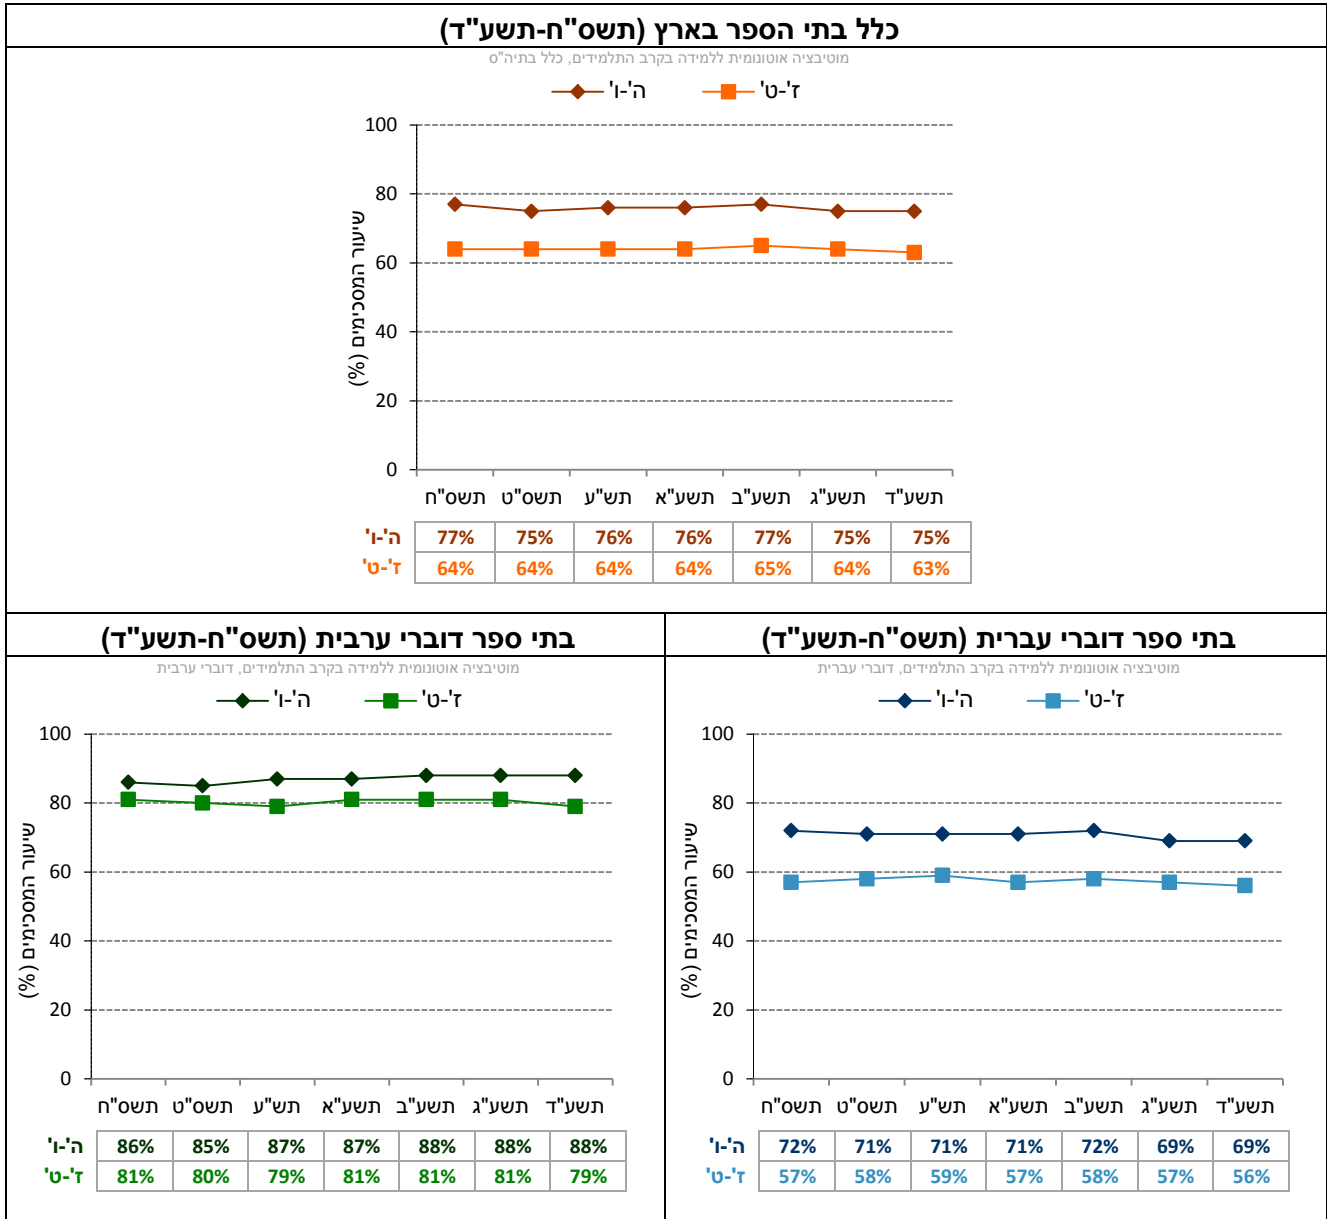 כלל בתי הספר בארץ (תשס"ח-תשע"ד)
מוטיבציה אוטונומית ללמידה בקרב התלמידים, כלל בתיה"ס
ה'-ו' ז'-ט'
שיעור המסכימים (%)
100
80
60
40
20
0
תשס"ח תשס"ט תש"ע תשע"א תשע"ב תשע"ג תשע"ד
ה'-ו' 77% 75% 76% 76% 77% 75% 75%
ז'-ט' 64% 64% 64% 64% 65% 64% 63%
בתי ספר דוברי עברית (תשס"ח-תשע"ד)
מוטיבציה אוטונומית ללמידה בקרב התלמידים, דוברי עברית
ה'-ו' ז'-ט'
שיעור המסכימים (%)
100
80
60
40
20
0
תשס"ח תשס"ט תש"ע תשע"א תשע"ב תשע"ג תשע"ד
ה'-ו' 72% 71% 71% 71% 72% 69% 69%
ז'-ט' 57% 58% 59% 57% 58% 57% 56%
בתי ספר דוברי ערבית (תשס"ח-תשע"ד)
מוטיבציה אוטונומית ללמידה בקרב התלמידים, דוברי ערבית
ה'-ו' ז'-ט'
שיעור המסכימים (%)
100
80
60
40
20
0
תשס"ח תשס"ט תש"ע תשע"א תשע"ב תשע"ג תשע"ד
ה'-ו' 86% 85% 87% 87% 88% 88% 88%
ז'-ט' 81% 80% 79% 81% 81% 81% 79%